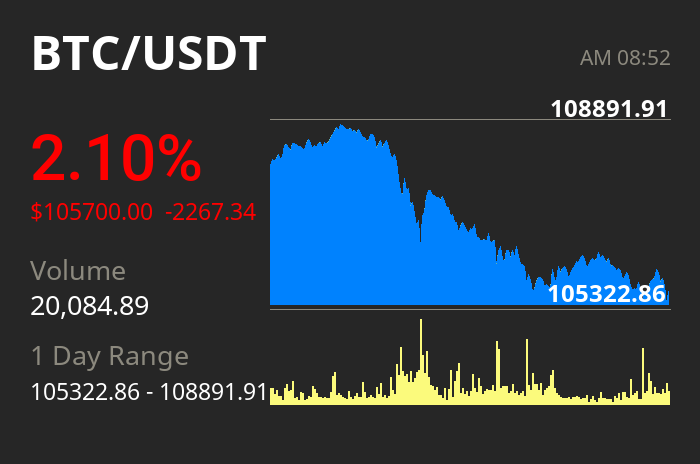 BTC/USDT
AM 08:52
108891.91
2.10%
$105700.00 -2267.34
Volume
20,084.89
105322.86
1 Day Range
105322.86 - 108891.91